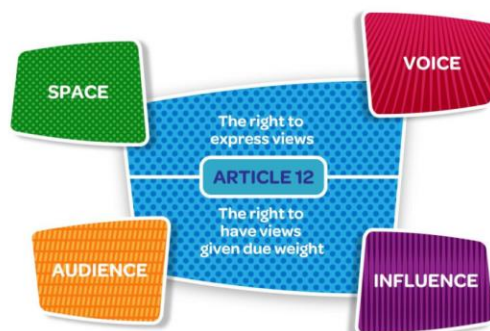 SPACE
VOICE
The right to
express views
ARTICLE 12
The right to
have views
given due weight
AUDIENCE
INFLUENCE